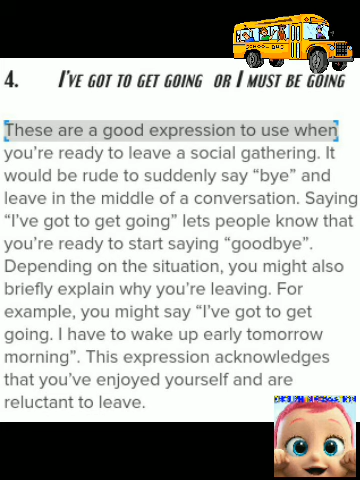 SCHOOL BUS
4. I'VE GOT TO GET GOING OR I MUST BE GOING
These are a good expression to use when
you're ready to leave a social gathering. It
would be rude to suddenly say “bye” and
leave in the middle of a conversation. Saying
“I've got to get going” lets people know that
you're ready to start saying “goodbye”.
Depending on the situation, you might also
briefly explain why you're leaving. For
example, you might say “I've got to get
going. I have to wake up early tomorrow
morning”. This expression acknowledges
that you've enjoyed yourself and are
reluctant to leave.